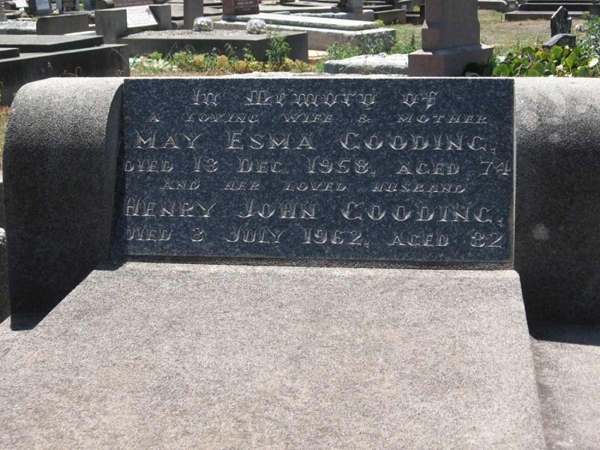 In Memory of
A LOVING WIFE & MOTHER
MAY ESMA GOODING,
DIED 13 DEC. 1958, AGED 74
AND HER LOVED HUSBAND
HENRY JOHN GOODING,
DIED 3 JULY 1962, AGED 82